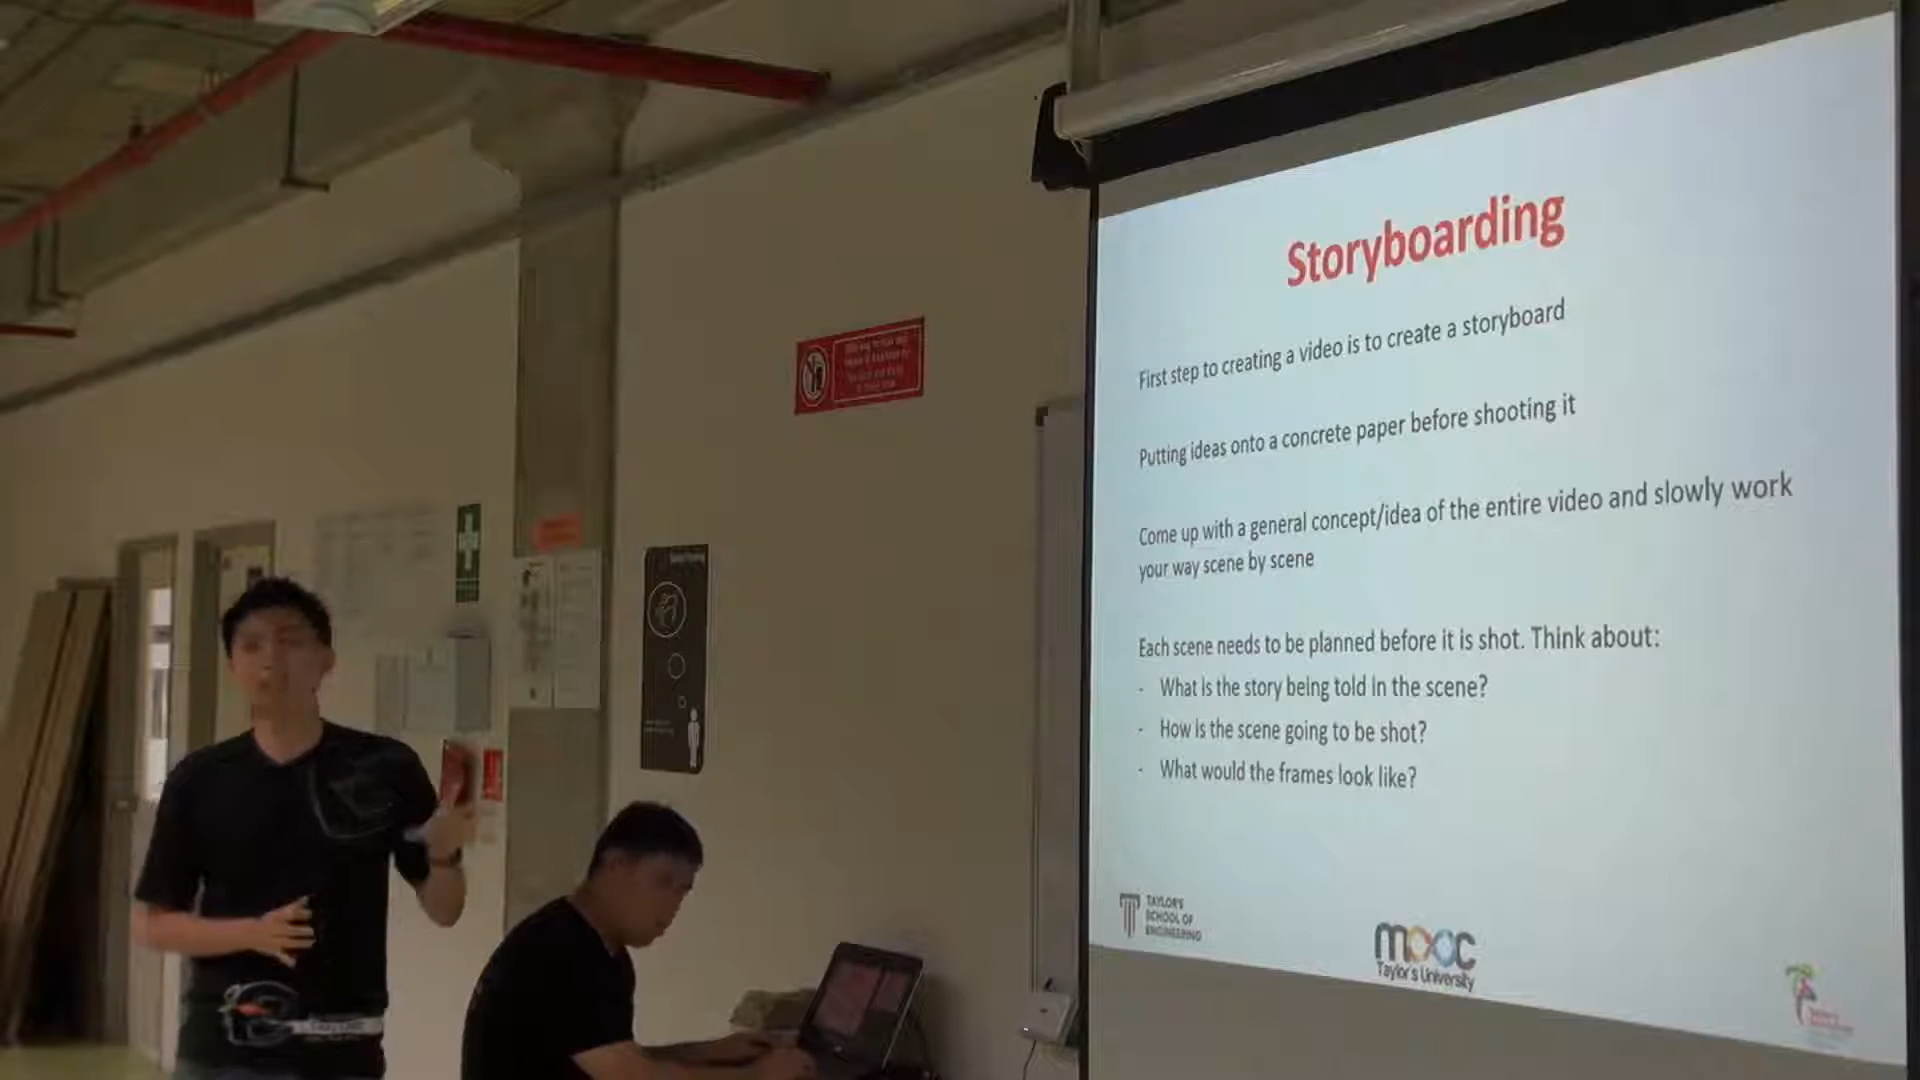 Storyboarding
First step to creating a video is to create a storyboard
Putting ideas onto a concrete paper before shooting it
Come up with a general concept/idea of the entire video and slowly work
your way scene by scene
Each scene needs to be planned before it is shot. Think about:
- What is the story being told in the scene?
- How is the scene going to be shot?
- What would the frames look like?
TAYLOR'S
SCHOOL OF
ENGINEERING
mooc
Taylor's University